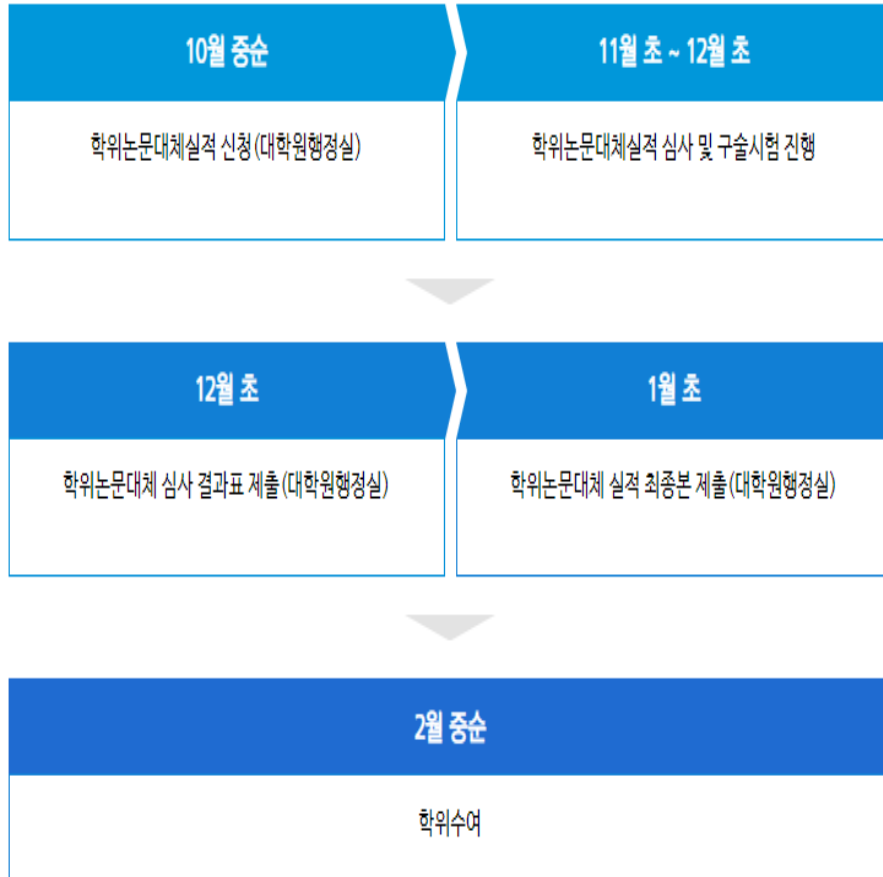 10월 중순
11월 초 ~ 12월 초
학위논문대체실적 신청(대학원행정실)
학위논문대체실적 심사 및 구술시험 진행
12월 초
1월 초
학위논문대체 심사 결과표 제출(대학원행정실)
학위논문대체 실적 최종본 제출(대학원행정실)
2월 중순
학위수여